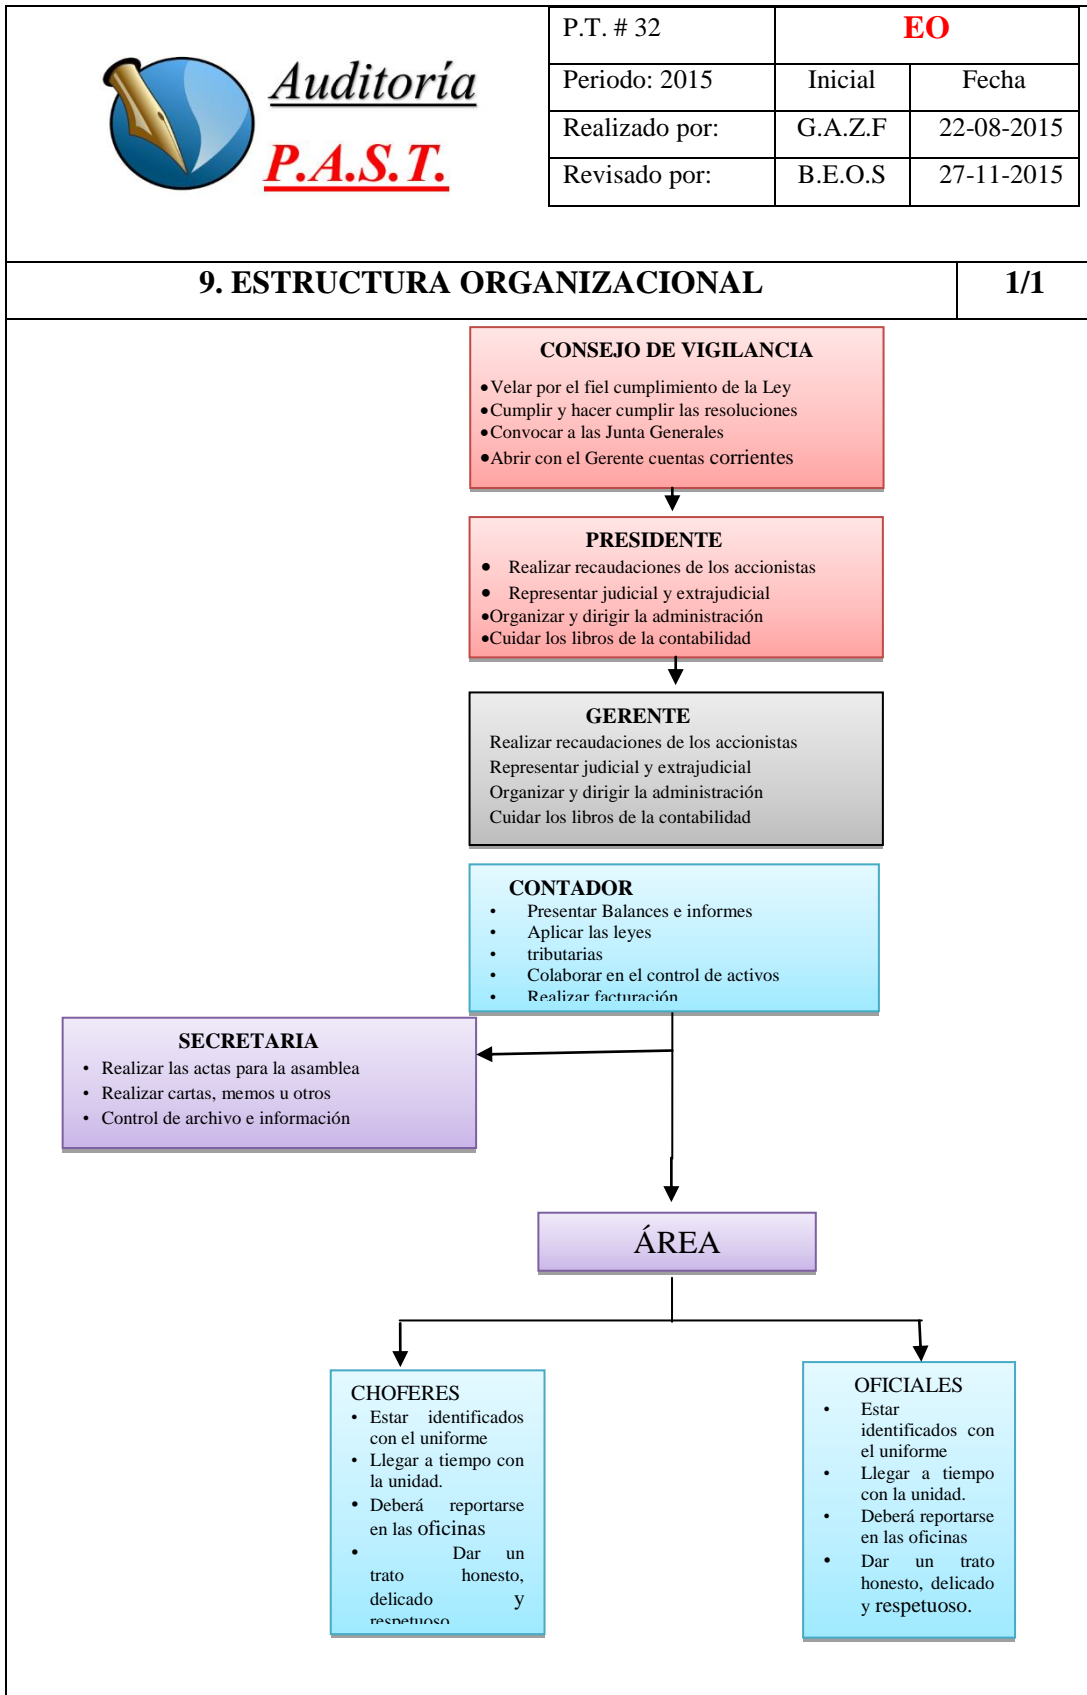 Auditoría
P.A.S.T.
P.T. # 32 EO
Periodo: 2015 Inicial Fecha
Realizado por: G.A.Z.F 22-08-2015
Revisado por: B.E.O.S 27-11-2015
9. ESTRUCTURA ORGANIZACIONAL 1/1
CONSEJO DE VIGILANCIA
•Velar por el fiel cumplimiento de la Ley
•Cumplir y hacer cumplir las resoluciones
•Convocar a las Junta Generales
•Abrir con el Gerente cuentas corrientes
PRESIDENTE
• Realizar recaudaciones de los accionistas
• Representar judicial y extrajudicial
•Organizar y dirigir la administración
•Cuidar los libros de la contabilidad
GERENTE
Realizar recaudaciones de los accionistas
Representar judicial y extrajudicial
Organizar y dirigir la administración
Cuidar los libros de la contabilidad
CONTADOR
• Presentar Balances e informes
• Aplicar las leyes
• tributarias
• Colaborar en el control de activos
• Realizar facturación
SECRETARIA
• Realizar las actas para la asamblea
• Realizar cartas, memos u otros
• Control de archivo e información
ÁREA
CHOFERES
• Estar identificados
con el uniforme
• Llegar a tiempo con
la unidad.
• Deberá reportarse
en las oficinas
• Dar un
trato honesto,
delicado y
respetuoso
OFICIALES
• Estar
identificados con
el uniforme
• Llegar a tiempo
con la unidad.
• Deberá reportarse
en las oficinas
• Dar un trato
honesto, delicado
y respetuoso.